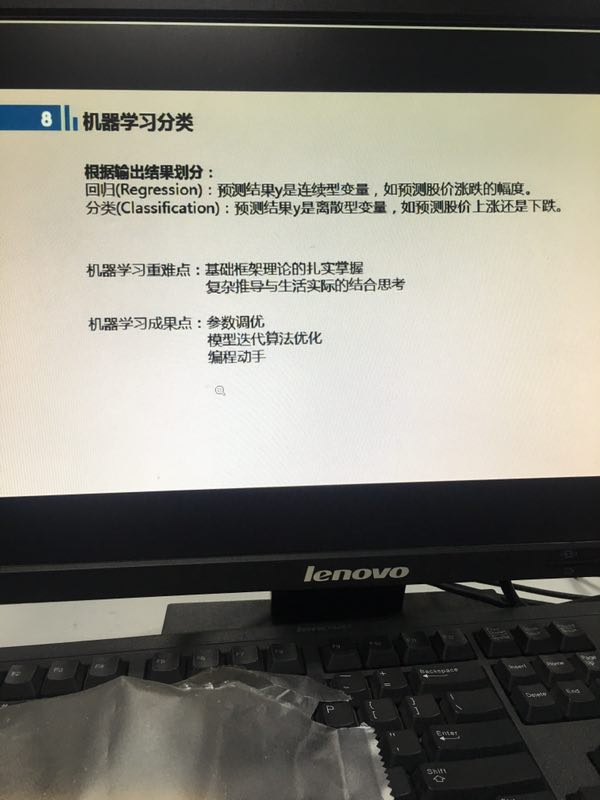 8 机器学习分类
根据输出结果划分：
回归(Regression)：预测结果y是连续型变量，如预测股价涨跌的幅度。
分类(Classification)：预测结果y是离散型变量，如预测股价上涨还是下跌。
机器学习重难点：基础框架理论的扎实掌握
复杂推导与生活实际的结合思考
机器学习成果点：参数调优
模型迭代算法优化
编程动手
lenovo
Backspace
Insert
Home
Delete
End
P
Enter
Shift